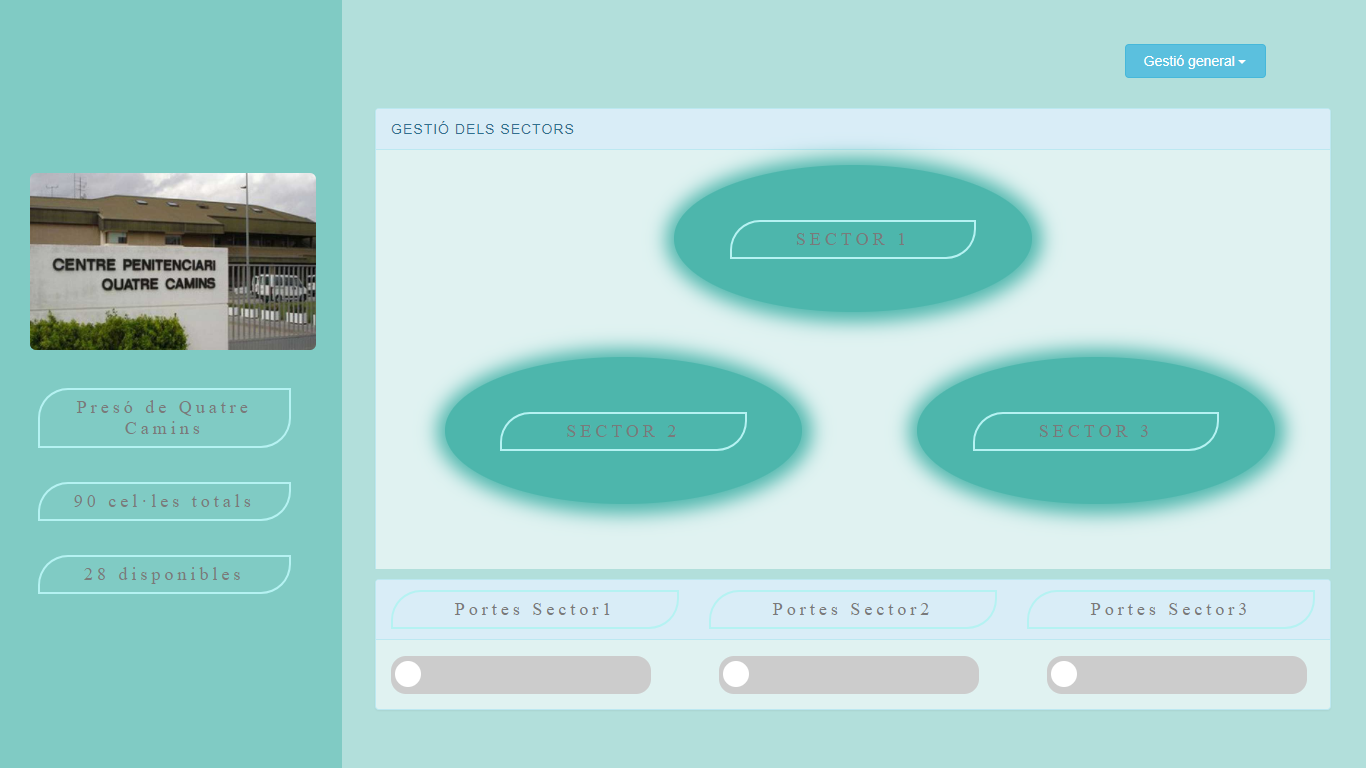 Gestió general
GESTIÓ DELS SECTORS
SECTOR 1
CENTRE PENITENCIARI
QUATRE CAMINS
Presó de Quatre
Camins
SECTOR 2
SECTOR 3
90 cel·les totals
28 disponibles
Portes Sector1
Portes Sector2
Portes Sector3